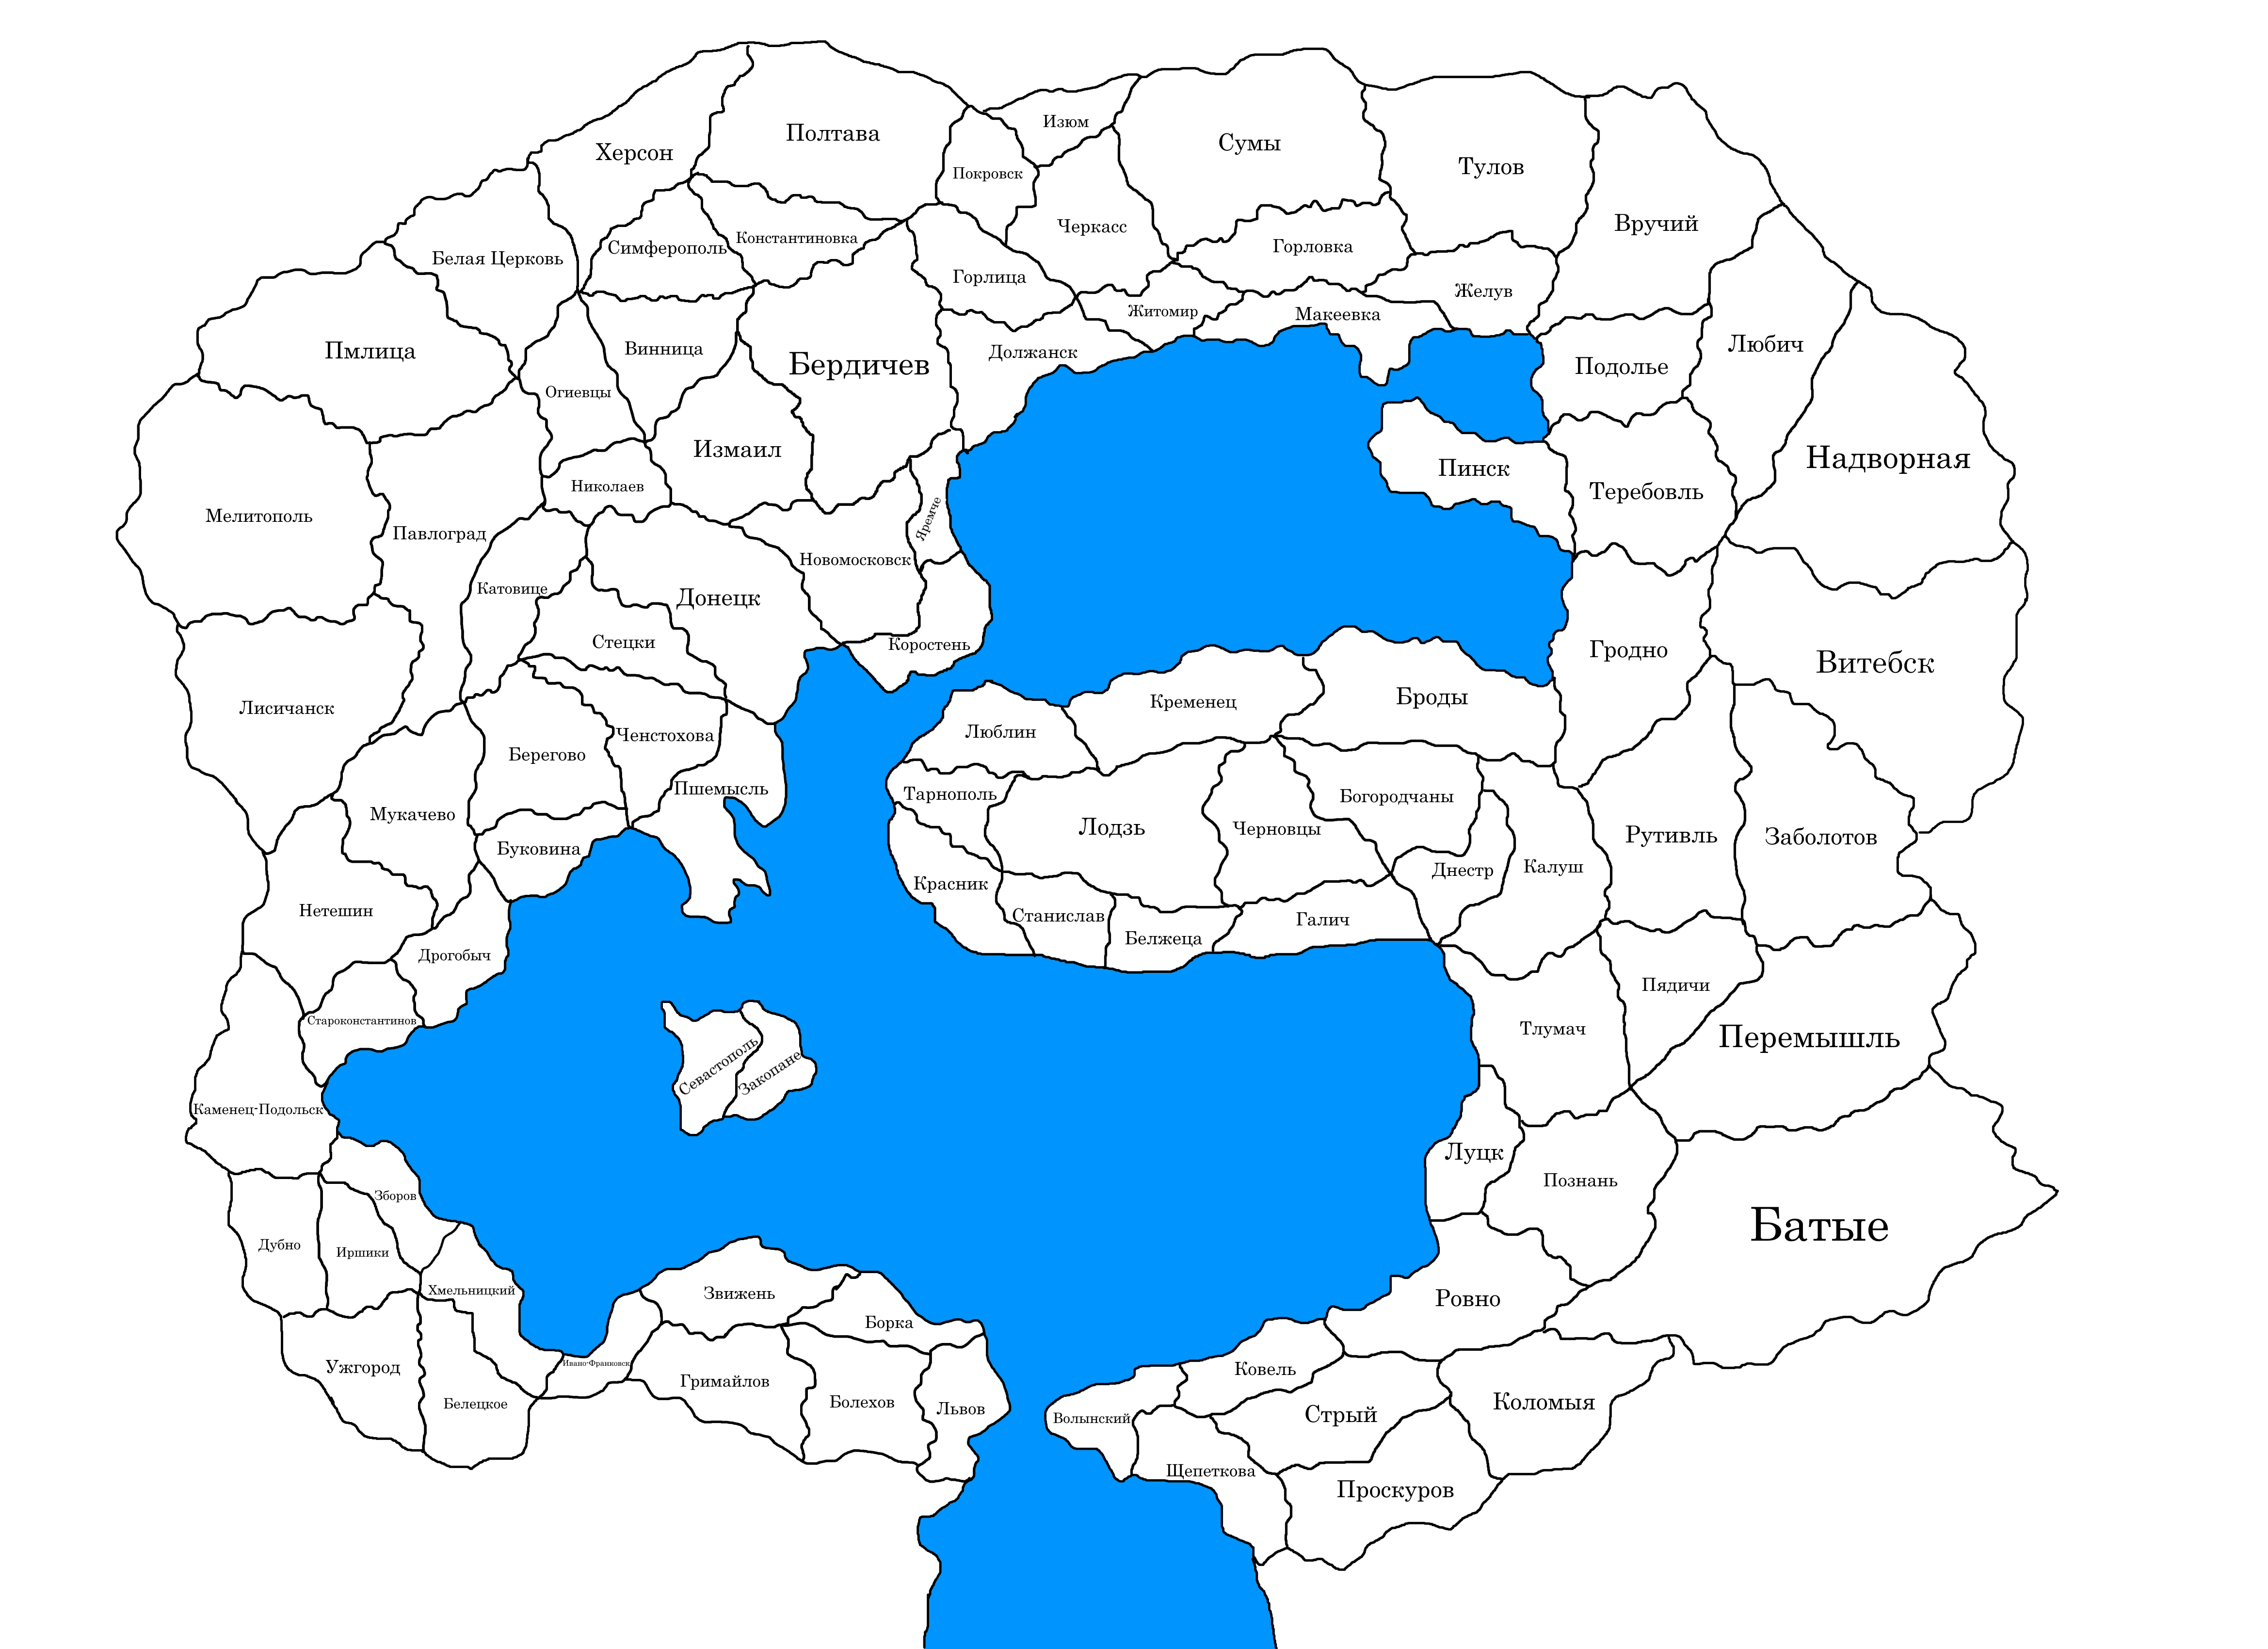 Херсон
Полтава
Изюм
Покровск
Сумы
Тулов
Вручий
Черкасс
Белая Церковь
Симферополь
Константиновка
Горлица
Горловка
Желув
Житомир
Макеевка
Пмлица
Огиевцы
Винница
Бердичев
Должанск
Подолье
Любич
Измаил
Пинск
Теребовль
Надворная
Мелитополь
Павлоград
Николаев
Яремче
Новомосковск
Катовице
Донецк
Стецки
Коростень
Гродно
Витебск
Лисичанск
Берегово
Ченстохова
Пшемысль
Люблин
Кременец
Броды
Мукачево
Буковина
Тарнополь
Лодзь
Черновцы
Богородчаны
Днестр
Калуш
Рутивль
Заболотов
Нетешин
Дрогобыч
Красник
Станислав
Белжеца
Галич
Пядичи
Староконстантинов
Севастополь
Закопане
Тлумач
Перемышль
Каменец-Подольск
Луцк
Познань
Батые
Зборов
Дубно
Иршики
Хмельницкий
Звижень
Борка
Ровно
Ужгород
Белецкое
Ивано-Франковск
Гримайлов
Болехов
Львов
Волынский
Ковель
Стрый
Коломыя
Щепеткова
Проскуров